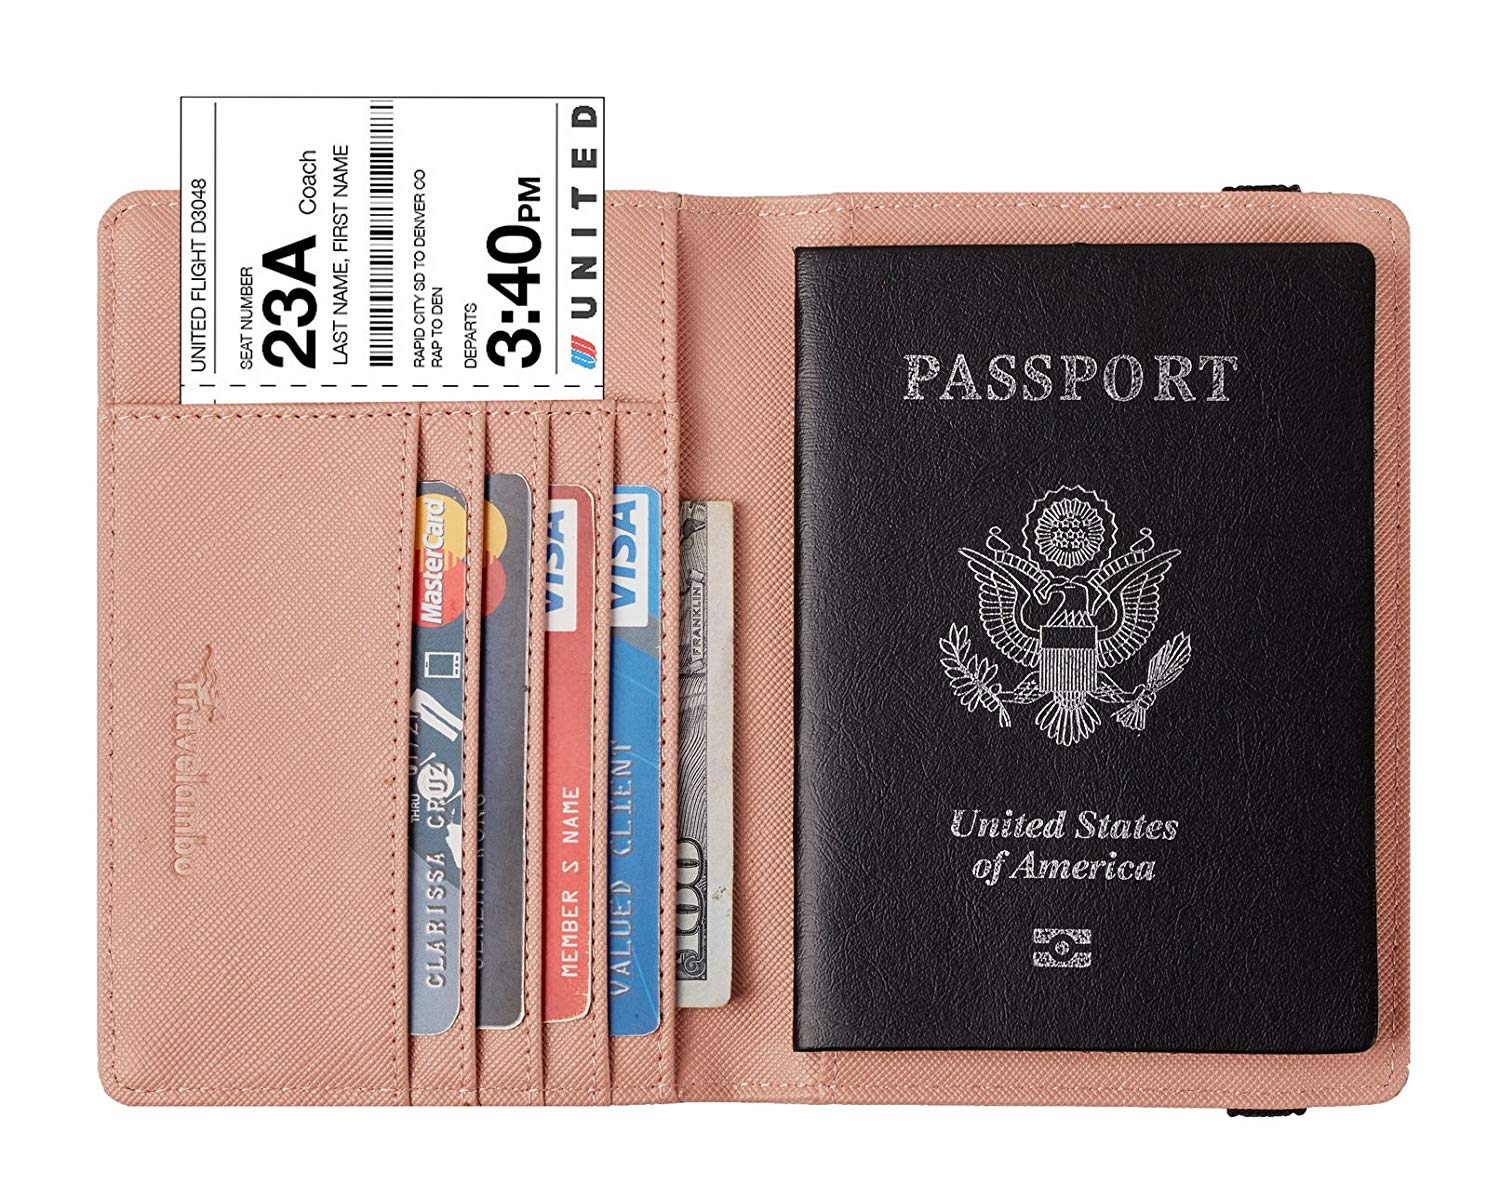 UNITED FLIGHT D3048
SEAT NUMBER
23A Coach
LAST NAME, FIRST NAME
RAPID CITY SD TO DENVER CO
RAP TO DEN
DEPARTS
3:40PM
UNITED
Travelambo
MasterCard
THRU
CLARISSA CRUZ
VISA
MEMBER S NAME
VISA
VALUED CLIENT
FRANKLIN
100
PASSPORT
United States
of America